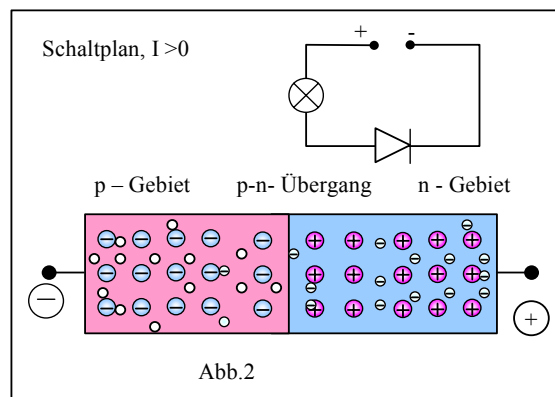 + -
Schaltplan, I >0
p – Gebiet p-n- Übergang n - Gebiet
− +
Abb.2